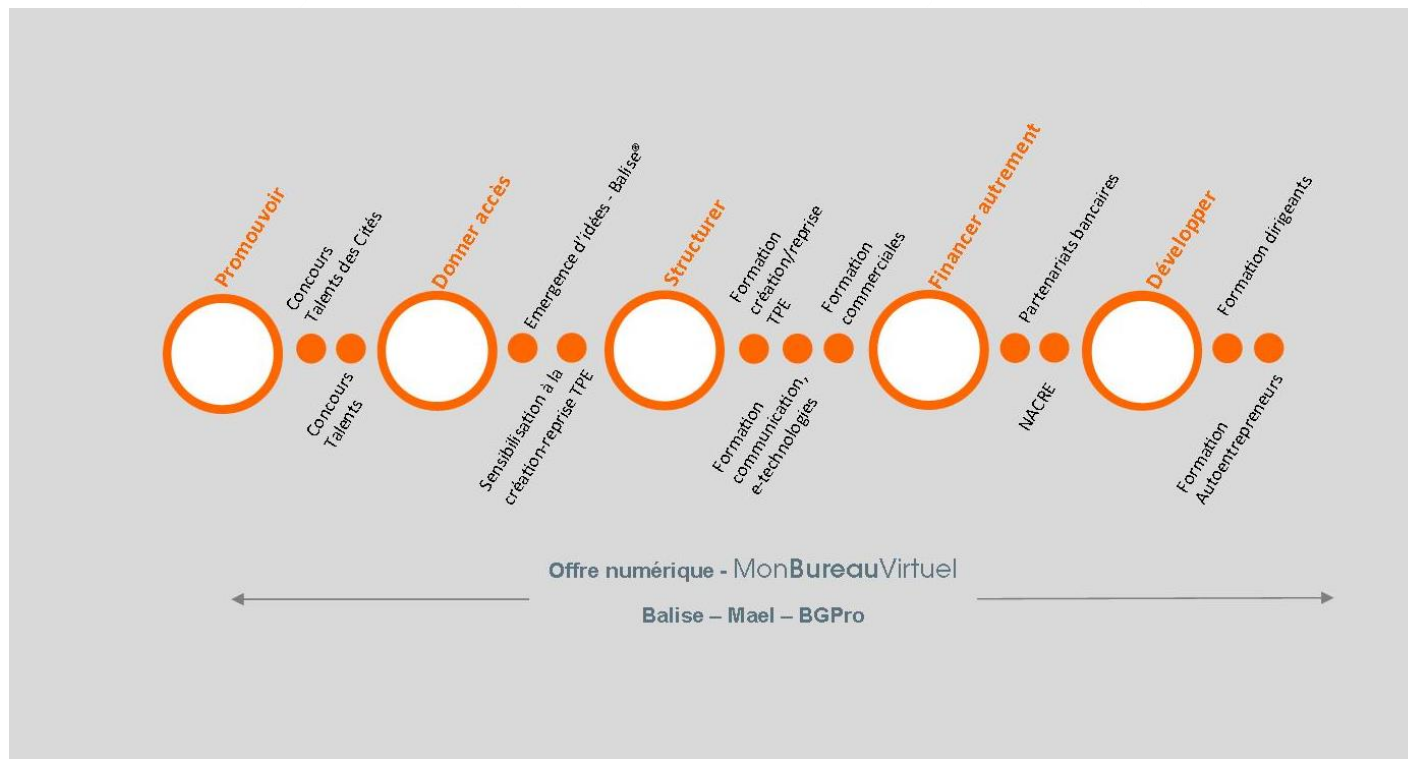 Promouvoir
Concours
Talents des Cités
Concours
Talents
Donner accès
Emergence d'idées - Balise®
Sensibilisation à la
création-reprise TPE
Structurer
Formation
création/reprise
TPE
Formation
communication,
e-technologies
Formation
commerciales
Financer autrement
Partenariats bancaires
NACRE
Développer
Formation dirigeants
Formation
Autoentrepreneurs
Offre numérique - MonBureauVirtuel
Balise – Mael – BGPro